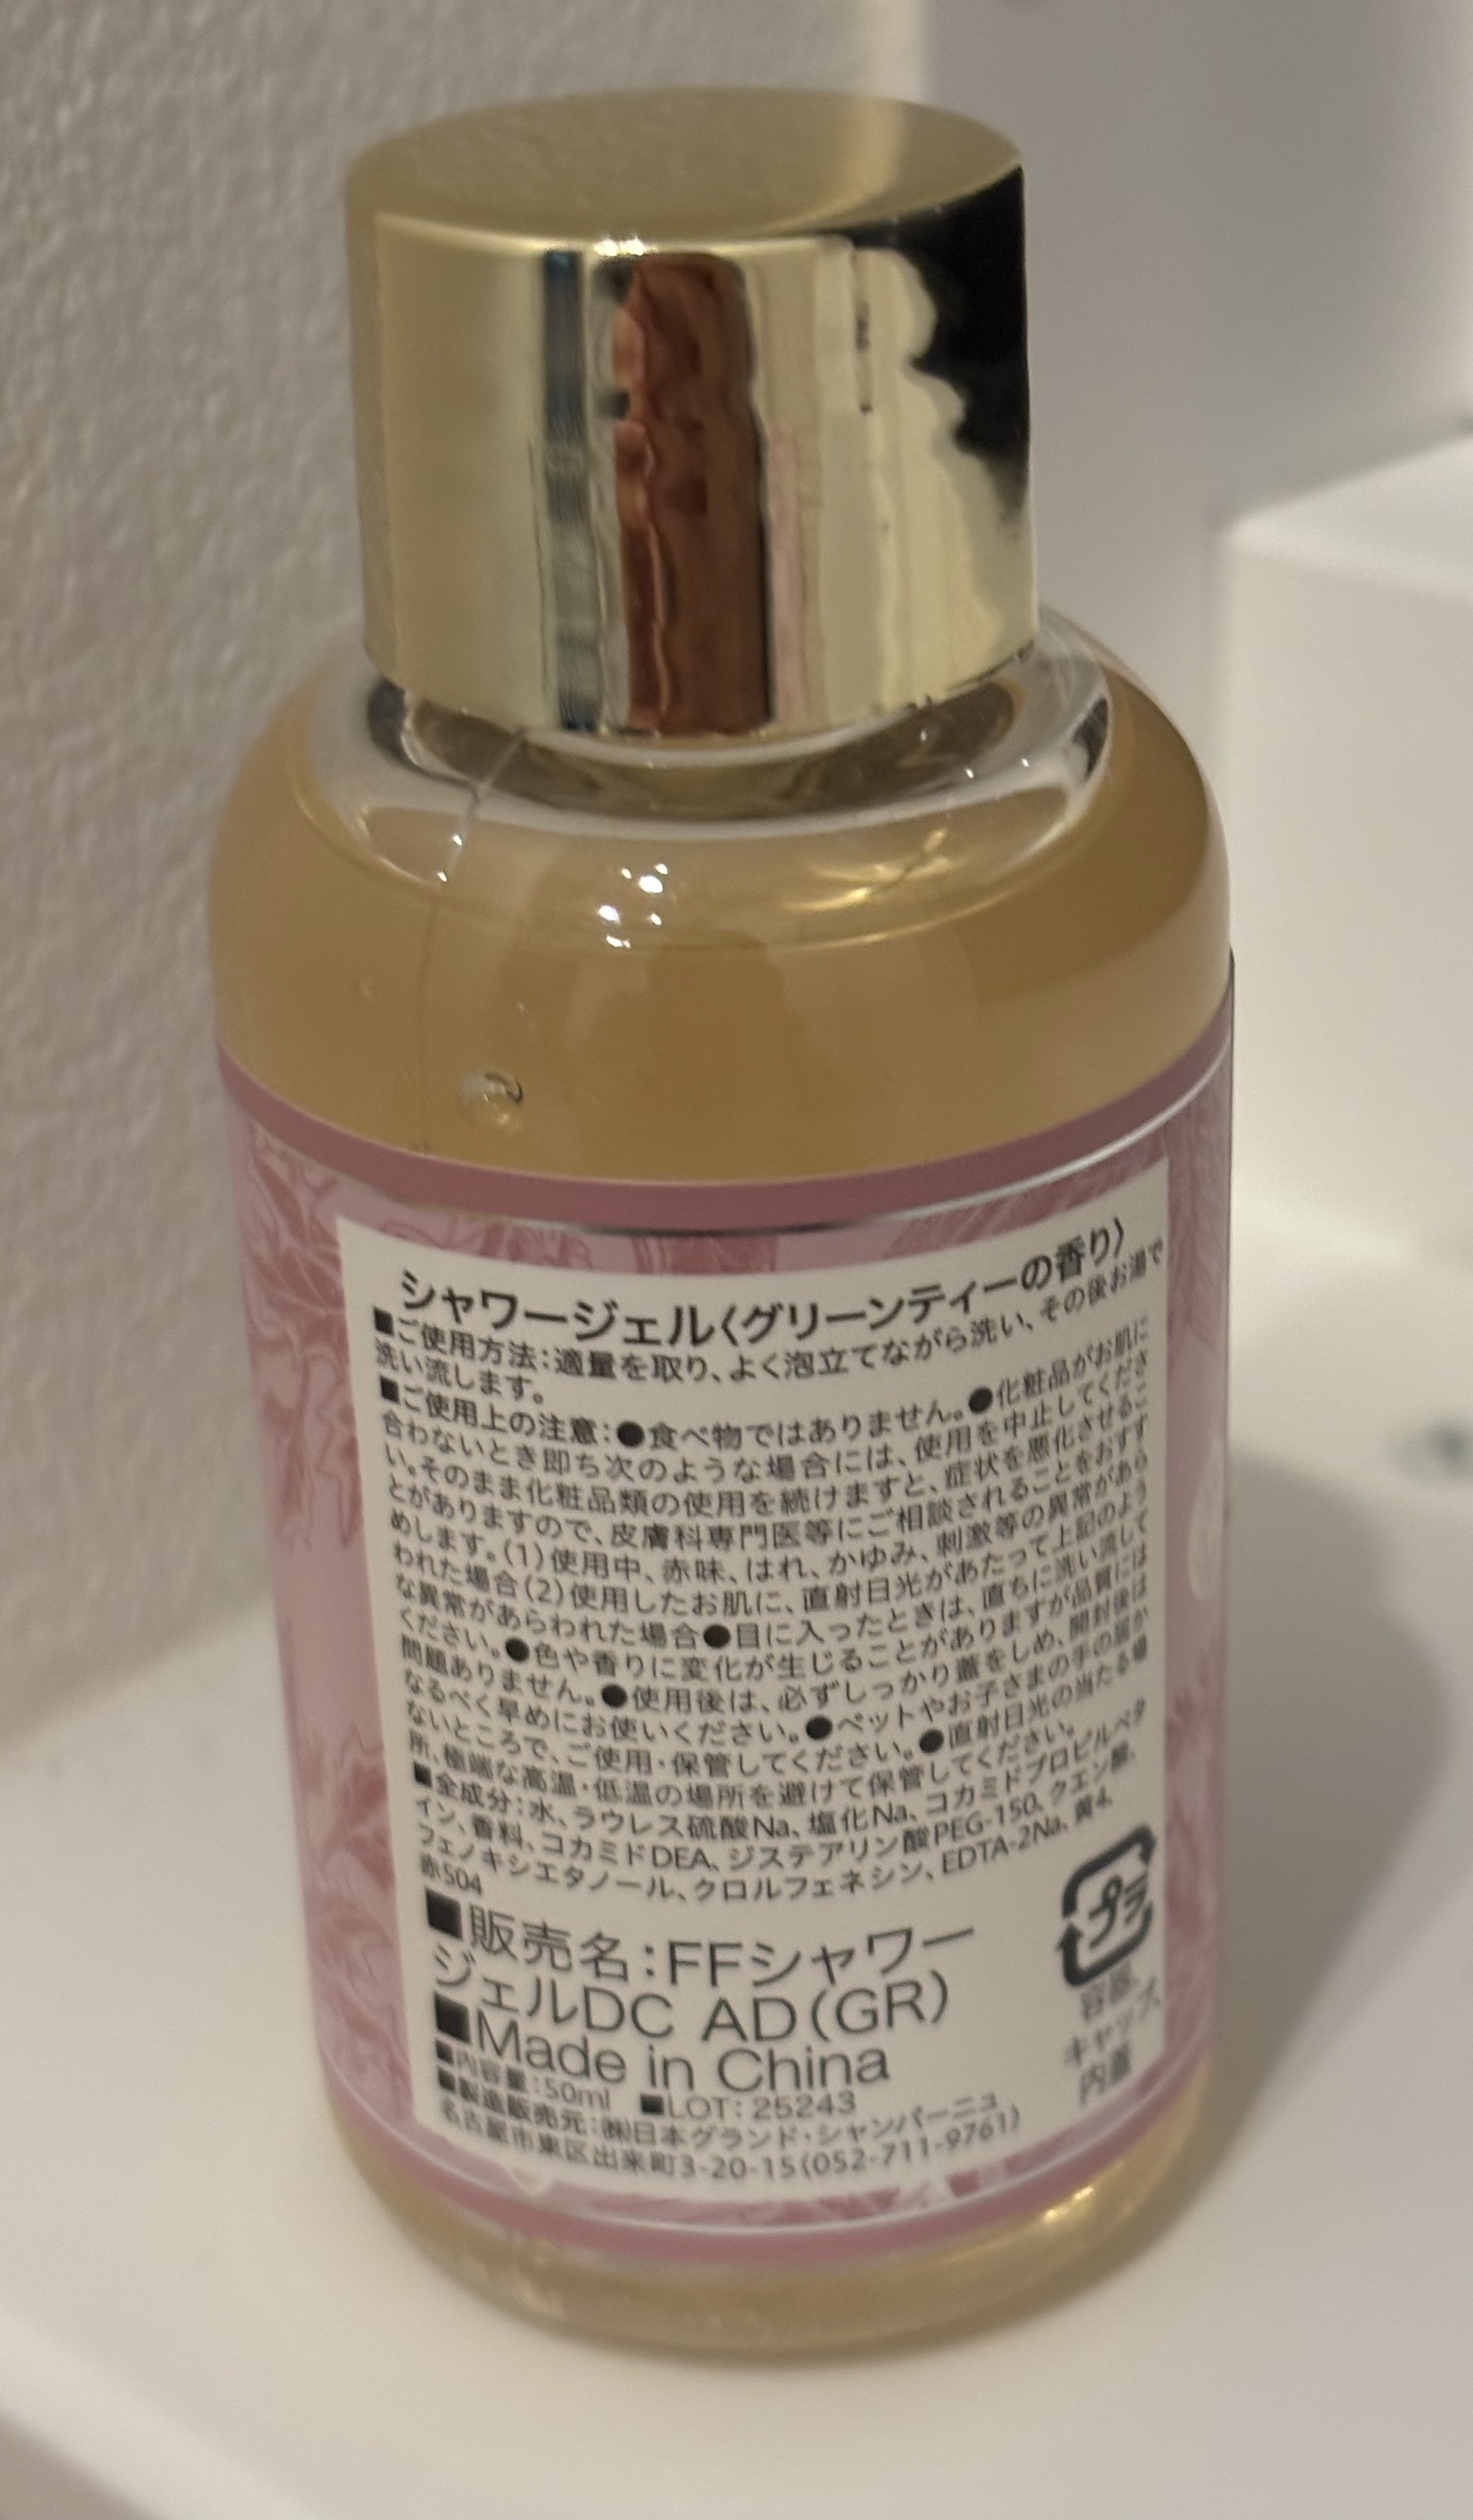 シャワージェル〈グリーンティーの香り〉
■ご使用方法：適量を取り、よく泡立てながら洗い、その後お湯で
洗い流します。
■ご使用上の注意：●食べ物ではありません。●化粧品がお肌に
合わないとき即ち次のような場合には、使用を中止してくださ
い。そのまま化粧品類の使用を続けますと、症状を悪化させるこ
とがありますので、皮膚科専門医等にご相談されることをおすす
めします。（1）使用中、赤味、はれ、かゆみ、刺激等の異常があら
われた場合（2）使用したお肌に、直射日光があたって上記のよう
な異常があらわれた場合●目に入ったときは、直ちに洗い流して
ください。●色や香りに変化が生じることがありますが品質には
問題ありません。●使用後は、必ずしっかり蓋をしめ、開封後は
なるべく早めにお使いください。●ペットやお子さまの手の届か
ないところで、ご使用・保管してください。●直射日光の当たる場
所、極端な高温・低温の場所を避けて保管してください。
■全成分：水、ラウレス硫酸Na、塩化Na、コカミドプロピルベタ
イン、香料、コカミドDEA、ジステアリン酸PEG-150、クエン酸、
フェノキシエタノール、クロルフェネシン、EDTA-2Na、黄4、
赤504
■販売名：FFシャワー
ジェルDC AD（GR）
■Made in China
■内容量：50ml ■LOT：25243
■製造販売元：㈱日本グランド・シャンパーニュ
名古屋市東区出来町3-20-15（052-711-9761）
プラ
容器、
キャップ、
内蓋